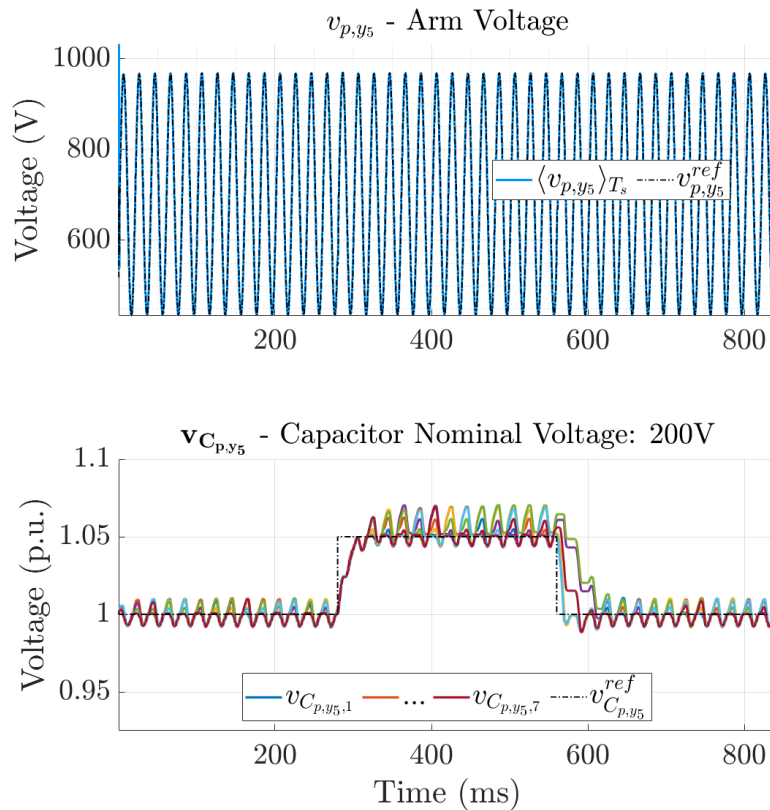 v_{p,y_5} - Arm Voltage
1000
800
600
Voltage (V)
⟨v_{p,y_5}⟩_{T_s} v^{ref}_{p,y_5}
200 400 600 800
v_{C_{p,y_5}} - Capacitor Nominal Voltage: 200V
1.1
1.05
1
0.95
Voltage (p.u.)
v_{C_{p,y_5,1}} ... v_{C_{p,y_5,7}} v^{ref}_{C_{p,y_5}}
200 400 600 800
Time (ms)